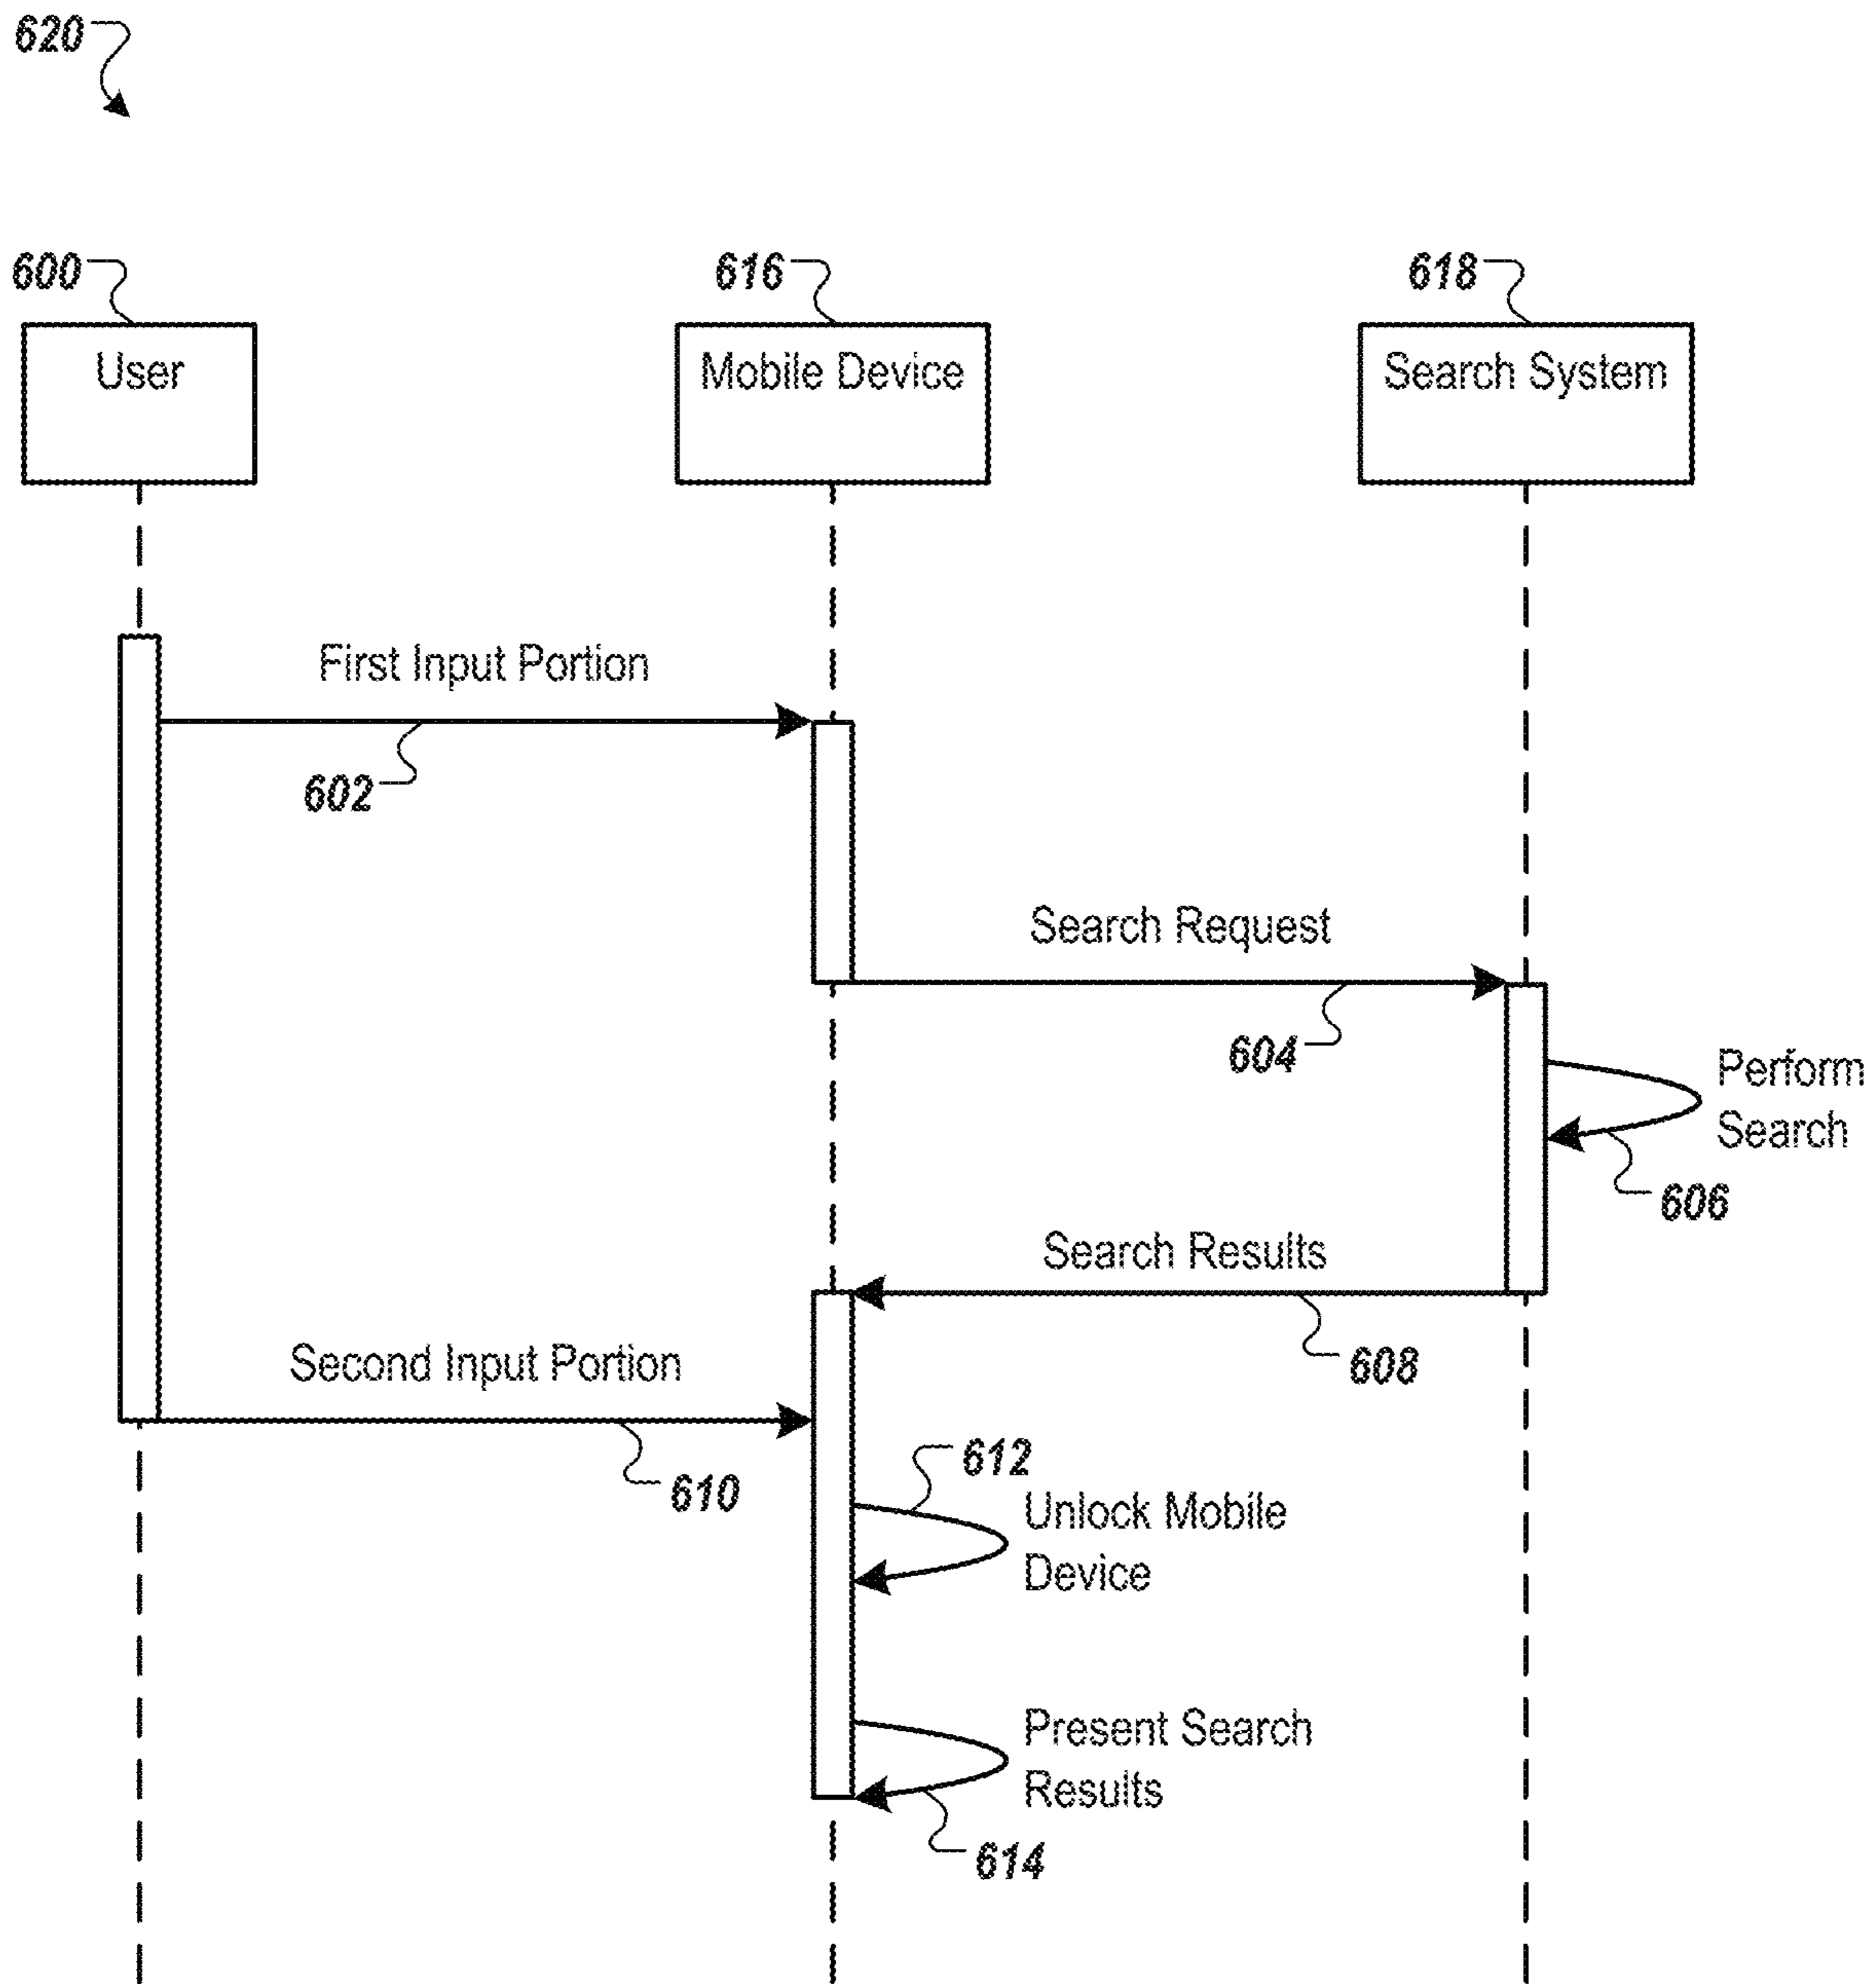 620
600
616
618
User
Mobile Device
Search System
First Input Portion
602
Search Request
604
Perform
Search
606
Search Results
608
Second Input Portion
610
612
Unlock Mobile
Device
Present Search
Results
614